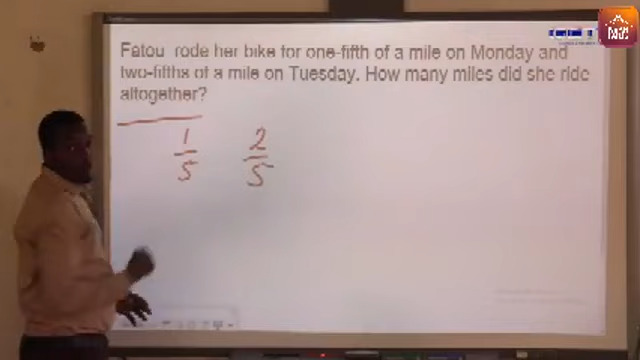 Fatou rode her bike for one-fifth of a mile on Monday and
two-fifths of a mile on Tuesday. How many miles did she ride
altogether?
1/5 2/5